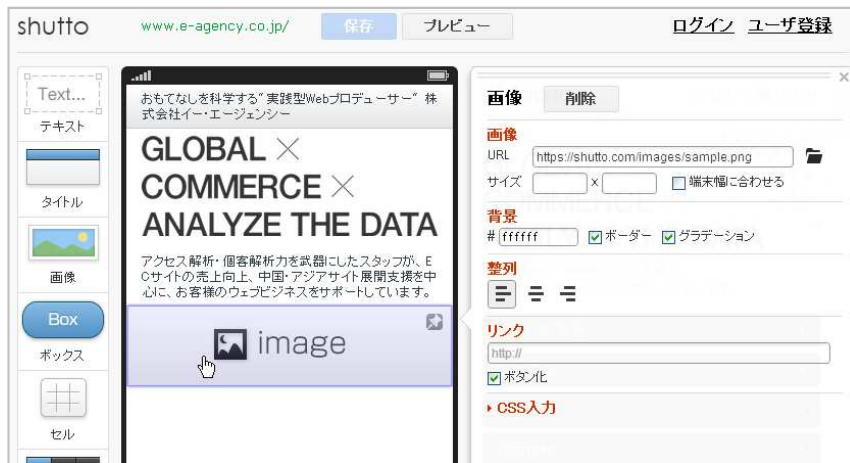 shutto www.e-agency.co.jp/ 保存 プレビュー ログイン ユーザ登録
Text...
テキスト
タイトル
画像
Box
ボックス
セル
おもてなしを科学する“実践型Webプロデューサー” 株
式会社イー・エージェンシー
GLOBAL ×
COMMERCE ×
ANALYZE THE DATA
アクセス解析・個客解析力を武器にしたスタッフが、E
Cサイトの売上向上、中国・アジアサイト展開支援を中
心に、お客様のウェブビジネスをサポートしています。
image
画像 削除
画像
URL https://shutto.com/images/sample.png
サイズ x 端末幅に合わせる
背景
# ffffff ボーダー グラデーション
整列
リンク
http://
ボタン化
CSS入力